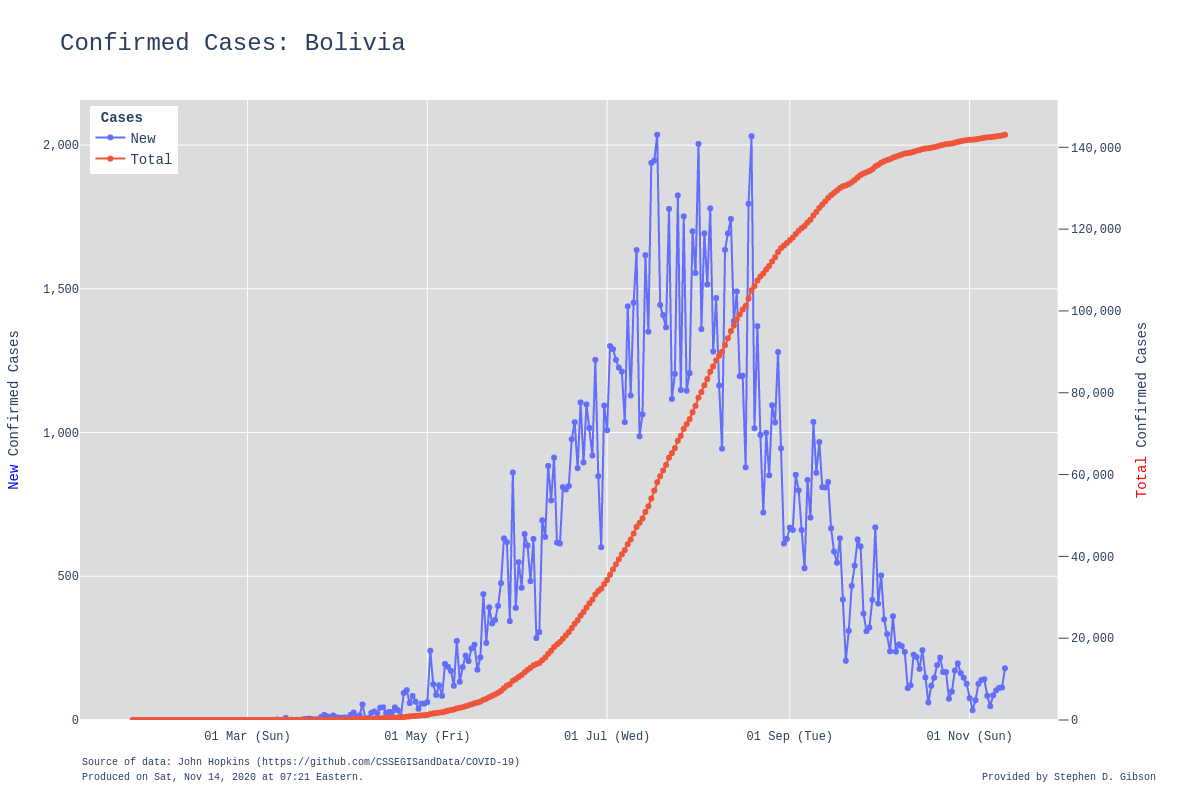 Confirmed Cases: Bolivia
Cases
New
Total
2,000
1,500
1,000
500
0
140,000
120,000
100,000
80,000
60,000
40,000
20,000
0
New Confirmed Cases
Total Confirmed Cases
01 Mar (Sun)
01 May (Fri)
01 Jul (Wed)
01 Sep (Tue)
01 Nov (Sun)
Source of data: John Hopkins (https://github.com/CSSEGISandData/COVID-19)
Produced on Sat, Nov 14, 2020 at 07:21 Eastern.
Provided by Stephen D. Gibson